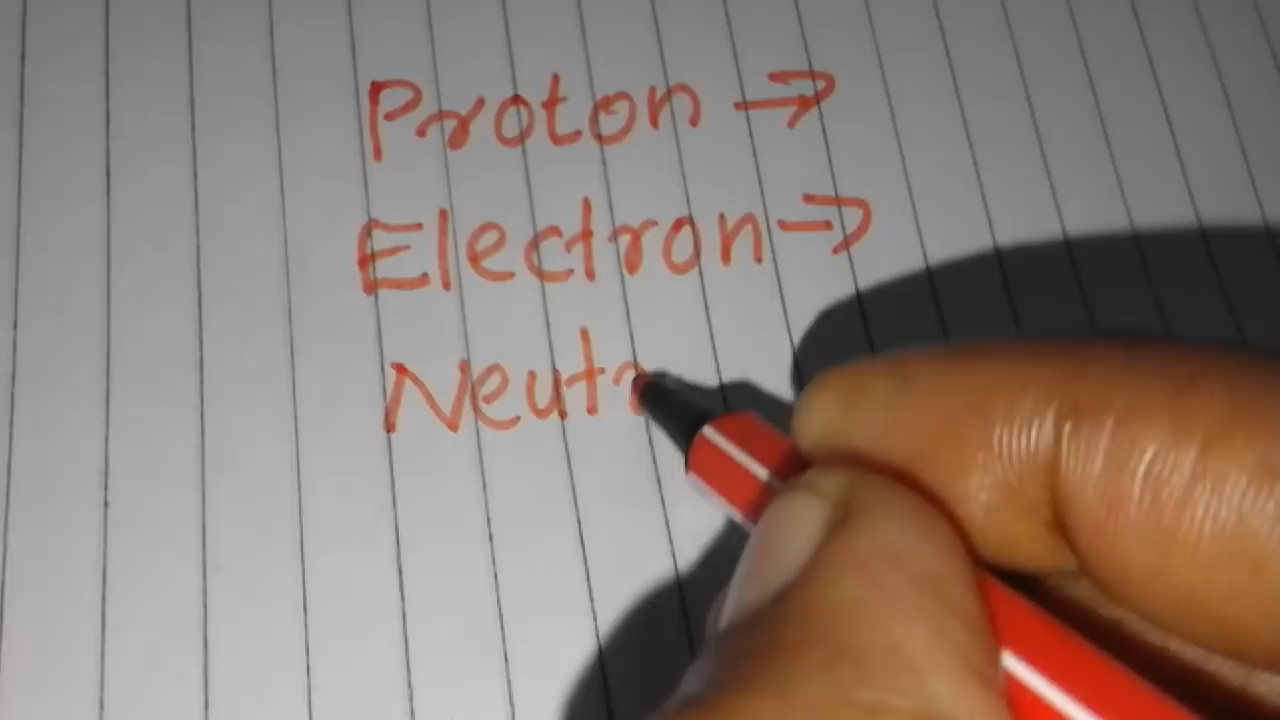 Proton →
Electron →
Neutr